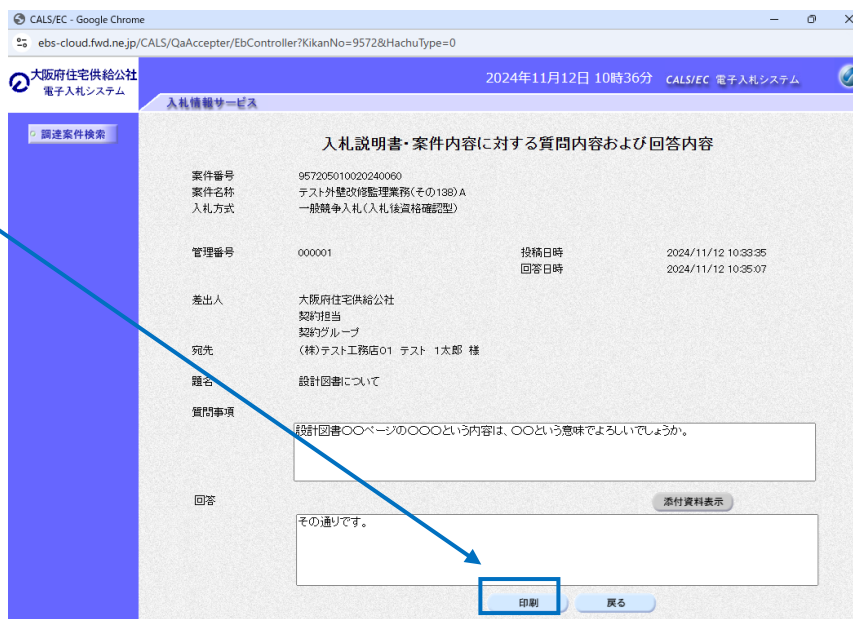 CALS/EC - Google Chrome
ebs-cloud.fwd.ne.jp/CALS/QaAccepter/EbController?KikanNo=9572&HachuType=0
大阪府住宅供給公社
電子入札システム
2024年11月12日 10時36分 CALS/EC 電子入札システム
入札情報サービス
調達案件検索
入札説明書・案件内容に対する質問内容および回答内容
案件番号 957205010020240060
案件名称 テスト外壁改修監理業務(その138)A
入札方式 一般競争入札(入札後資格確認型)
管理番号 000001 投稿日時 2024/11/12 10:33:35
回答日時 2024/11/12 10:35:07
差出人 大阪府住宅供給公社
契約担当
契約グループ
宛先 (株)テスト工務店01 テスト 1太郎 様
題名 設計図書について
質問事項
設計図書〇〇ページの〇〇〇という内容は、〇〇という意味でよろしいでしょうか。
回答 添付資料表示
その通りです。
印刷 戻る